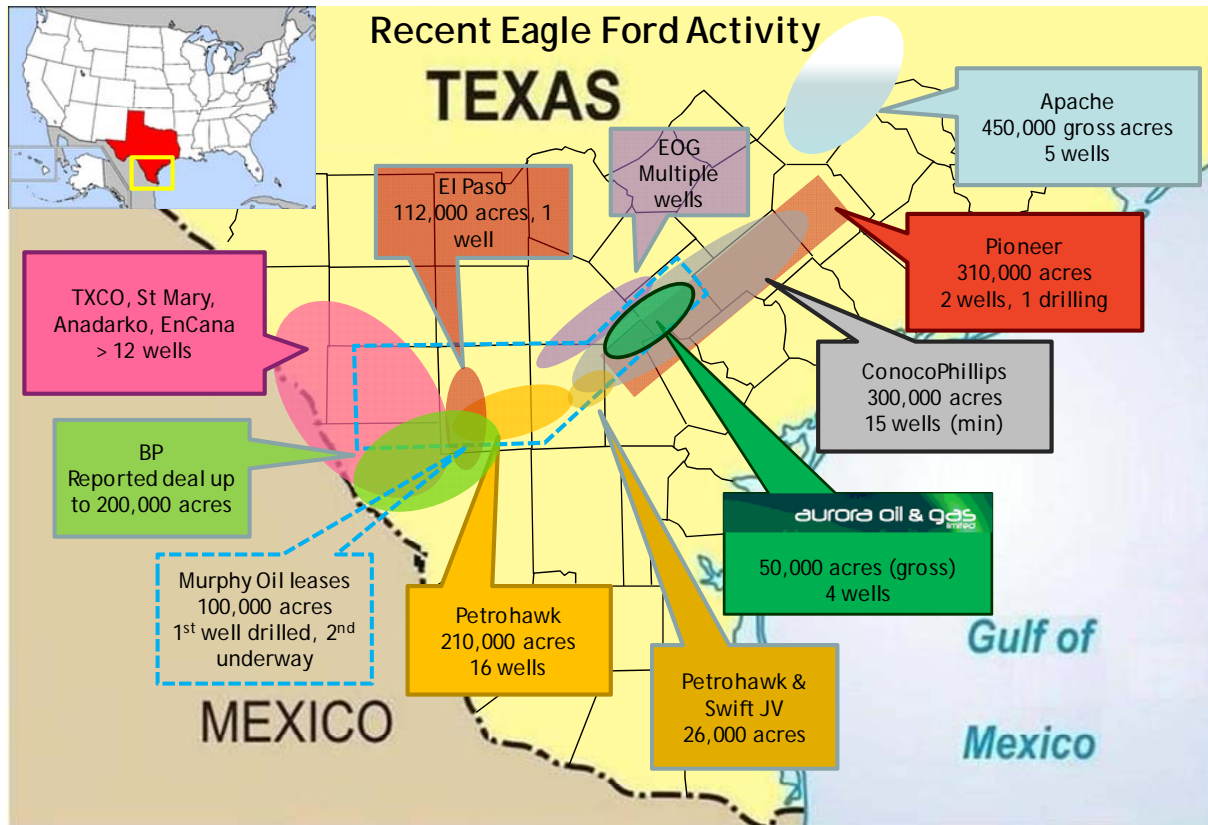 Recent Eagle Ford Activity
TEXAS
Apache
450,000 gross acres
5 wells
EOG
Multiple
wells
El Paso
112,000 acres, 1
well
Pioneer
310,000 acres
2 wells, 1 drilling
TXCO, St Mary,
Anadarko, EnCana
> 12 wells
ConocoPhillips
300,000 acres
15 wells (min)
BP
Reported deal up
to 200,000 acres
aurora oil & gas
limited
50,000 acres (gross)
4 wells
Murphy Oil leases
100,000 acres
1st well drilled, 2nd
underway
Petrohawk
210,000 acres
16 wells
Petrohawk &
Swift JV
26,000 acres
Gulf of
Mexico
MEXICO